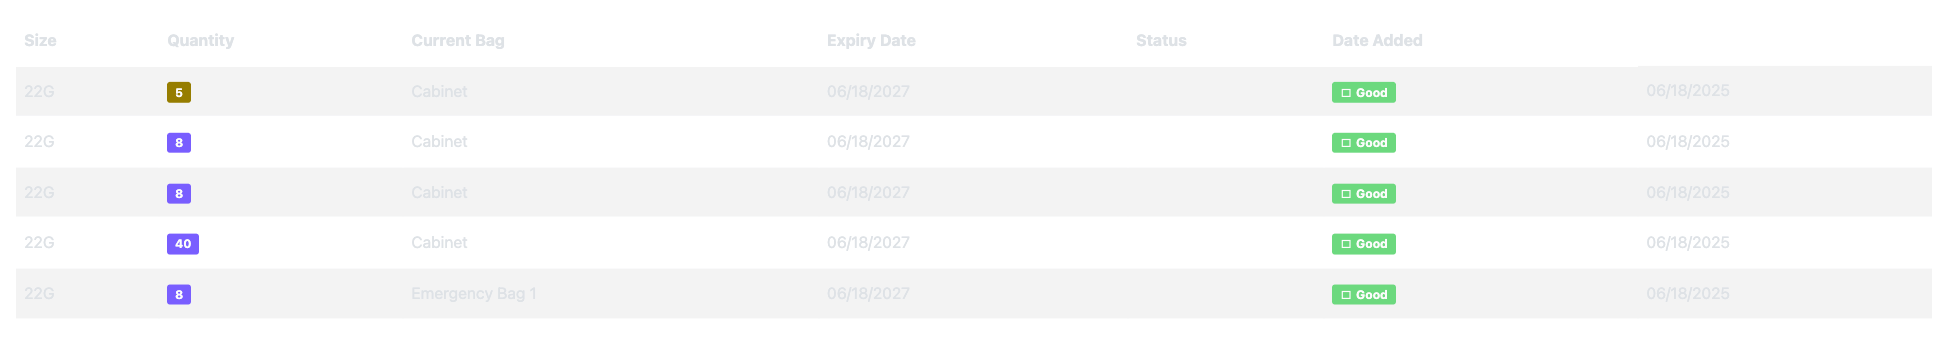 Size Quantity Current Bag Expiry Date Status Date Added
22G 5 Cabinet 06/18/2027 Good 06/18/2025
22G 8 Cabinet 06/18/2027 Good 06/18/2025
22G 8 Cabinet 06/18/2027 Good 06/18/2025
22G 40 Cabinet 06/18/2027 Good 06/18/2025
22G 8 Emergency Bag 1 06/18/2027 Good 06/18/2025